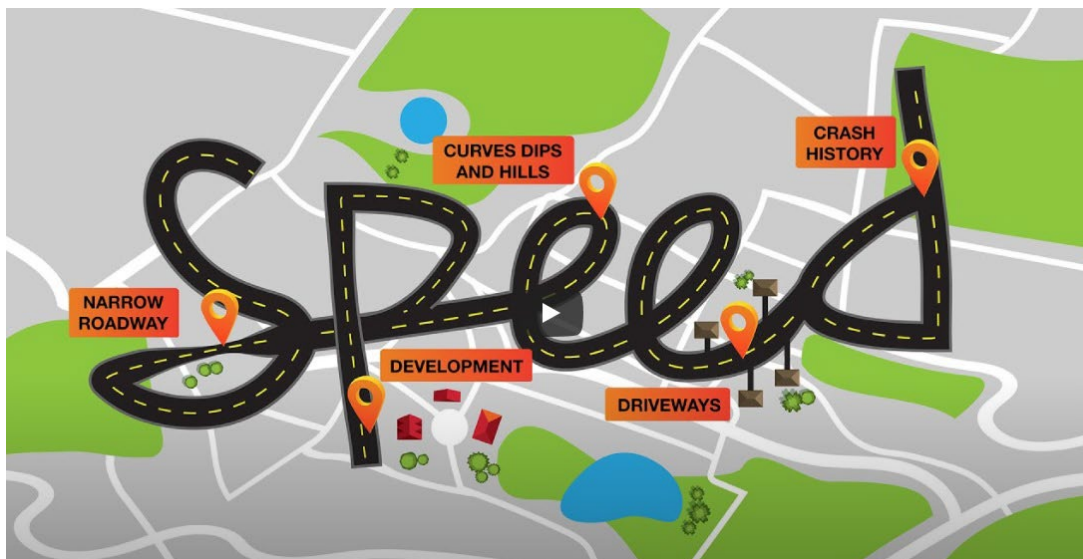 speed
CURVES DIPS
AND HILLS
CRASH
HISTORY
NARROW
ROADWAY
DEVELOPMENT
DRIVEWAYS